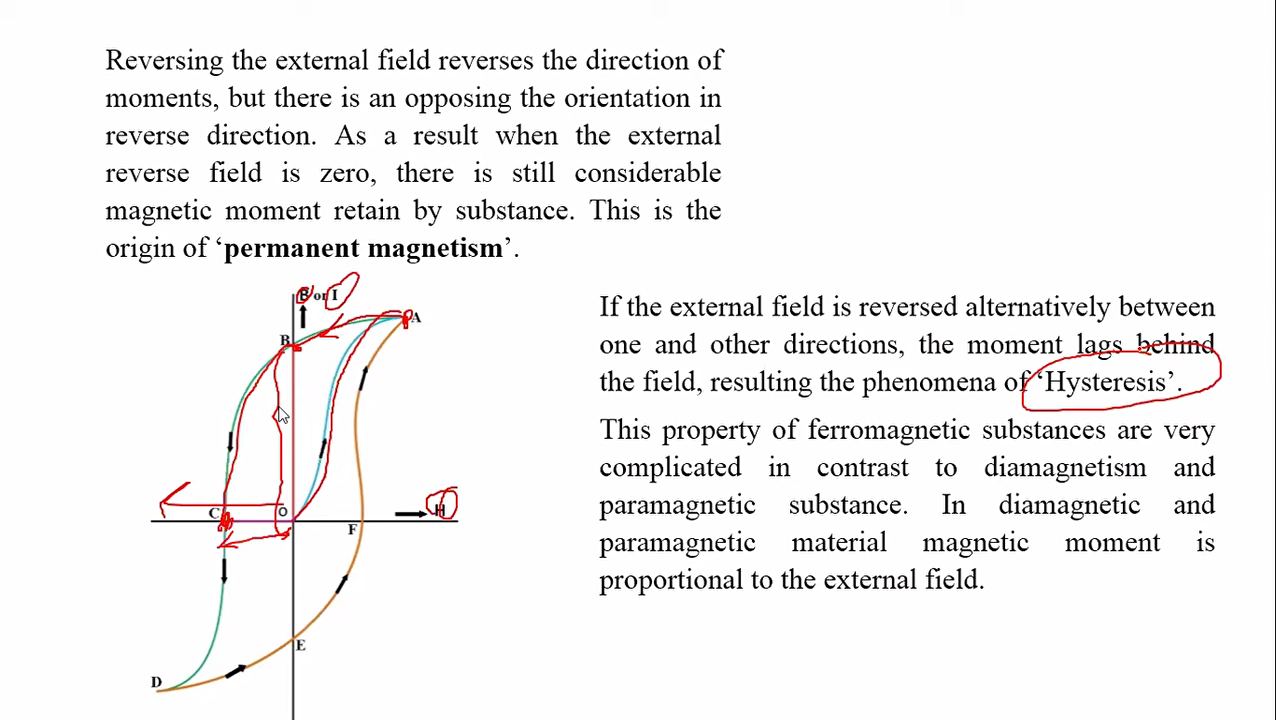 Reversing the external field reverses the direction of
moments, but there is an opposing the orientation in
reverse direction. As a result when the external
reverse field is zero, there is still considerable
magnetic moment retain by substance. This is the
origin of ‘permanent magnetism’.
B or I
A
B
C
O
H
F
E
D
If the external field is reversed alternatively between
one and other directions, the moment lags behind
the field, resulting the phenomena of ‘Hysteresis’.
This property of ferromagnetic substances are very
complicated in contrast to diamagnetism and
paramagnetic substance. In diamagnetic and
paramagnetic material magnetic moment is
proportional to the external field.